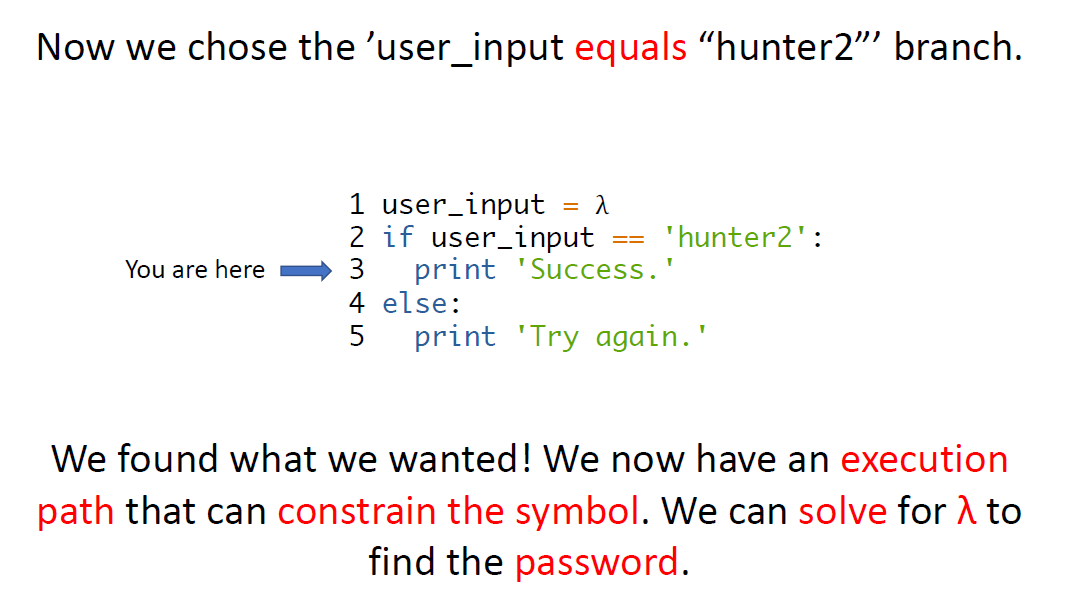 Now we chose the ’user_input equals “hunter2”’ branch.
1 user_input = λ
2 if user_input == 'hunter2':
You are here 3 print 'Success.'
4 else:
5 print 'Try again.'
We found what we wanted! We now have an execution
path that can constrain the symbol. We can solve for λ to
find the password.